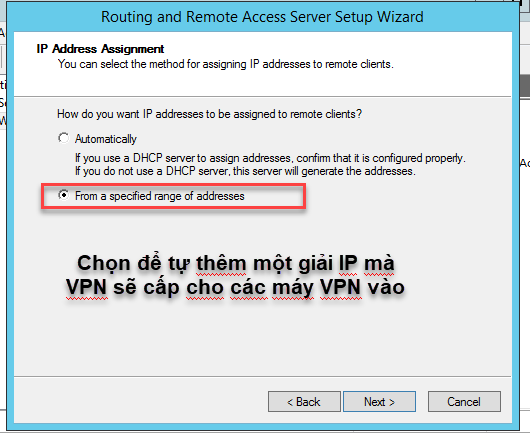 Routing and Remote Access Server Setup Wizard
IP Address Assignment
You can select the method for assigning IP addresses to remote clients.
How do you want IP addresses to be assigned to remote clients?
Automatically
If you use a DHCP server to assign addresses, confirm that it is configured properly.
If you do not use a DHCP server, this server will generate the addresses.
From a specified range of addresses
Chọn để tự thêm một giải IP mà
VPN sẽ cấp cho các máy VPN vào
< Back
Next >
Cancel